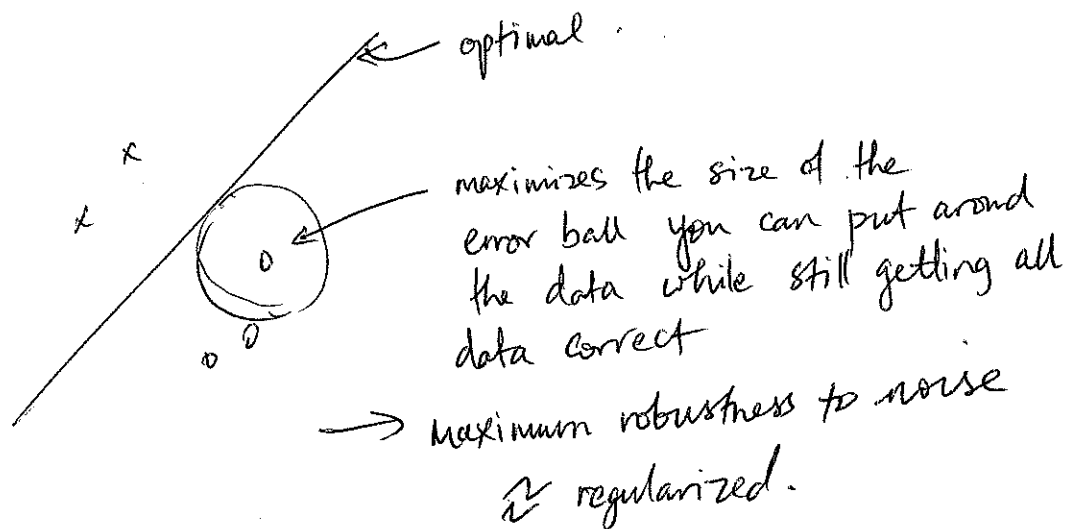 optimal.
x
x
maximizes the size of the
error ball you can put around
the data while still getting all
data correct
o
o
o
→ Maximum robustness to noise
≈ regularized.